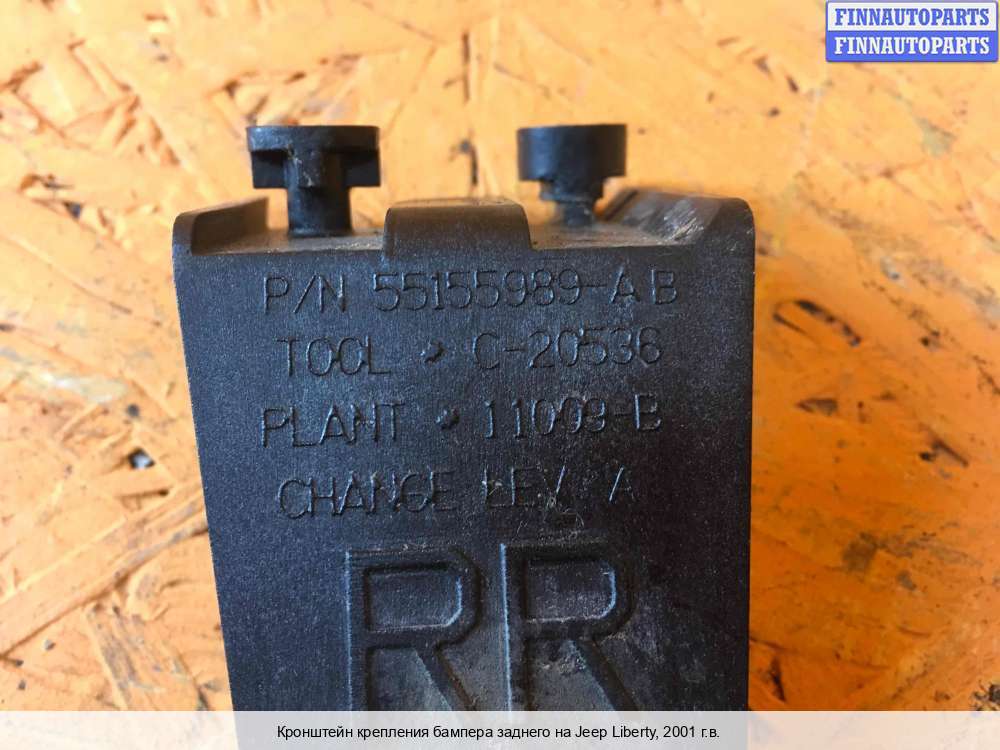 FINNAUTOPARTS
FINNAUTOPARTS
P/N 55155989-AB
TOOL • C-20536
PLANT • 11009-B
CHANGE LEV A
RR
Кронштейн крепления бампера заднего на Jeep Liberty, 2001 г.в.